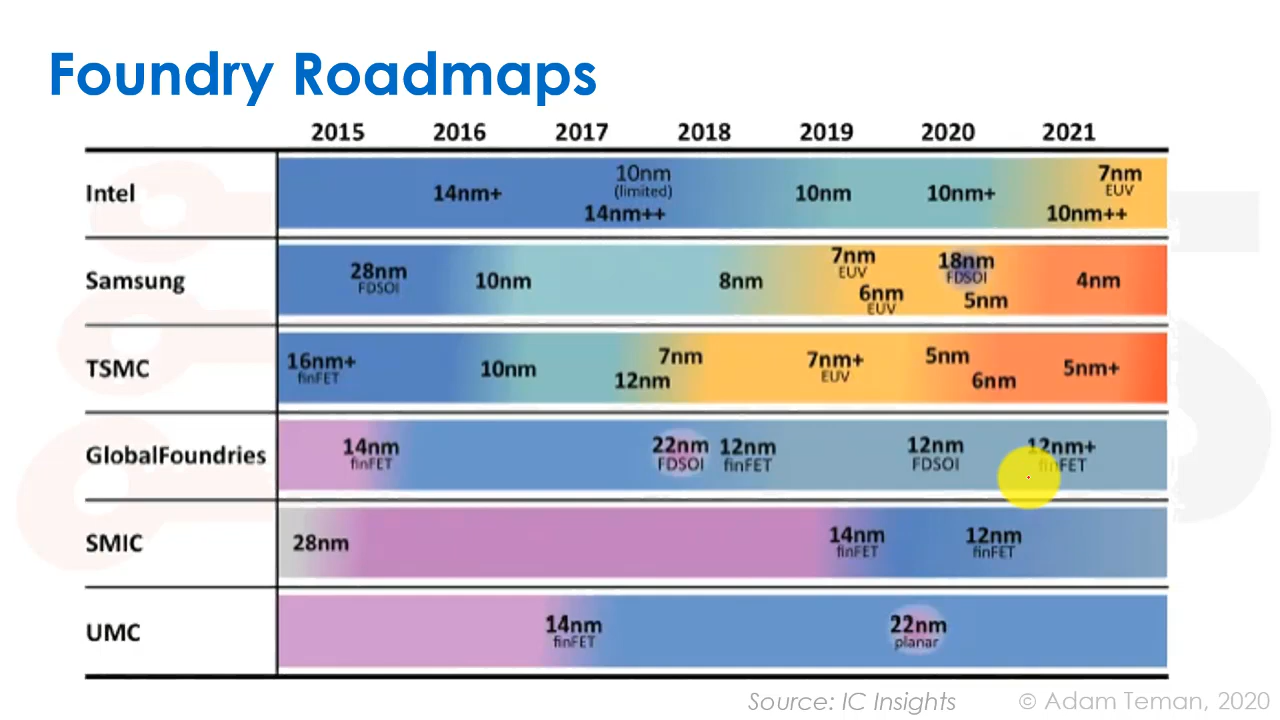 Foundry Roadmaps
2015 2016 2017 2018 2019 2020 2021
Intel
14nm+
10nm
(limited)
14nm++
10nm
10nm+
7nm
EUV
10nm++
Samsung
28nm
FDSOI
10nm
8nm
7nm
EUV
6nm
EUV
18nm
FDSOI
5nm
4nm
TSMC
16nm+
finFET
10nm
7nm
12nm
7nm+
EUV
5nm
6nm
5nm+
GlobalFoundries
14nm
finFET
22nm
FDSOI
12nm
finFET
12nm
FDSOI
12nm+
finFET
SMIC
28nm
14nm
finFET
12nm
finFET
UMC
14nm
finFET
22nm
planar
Source: IC Insights
© Adam Teman, 2020